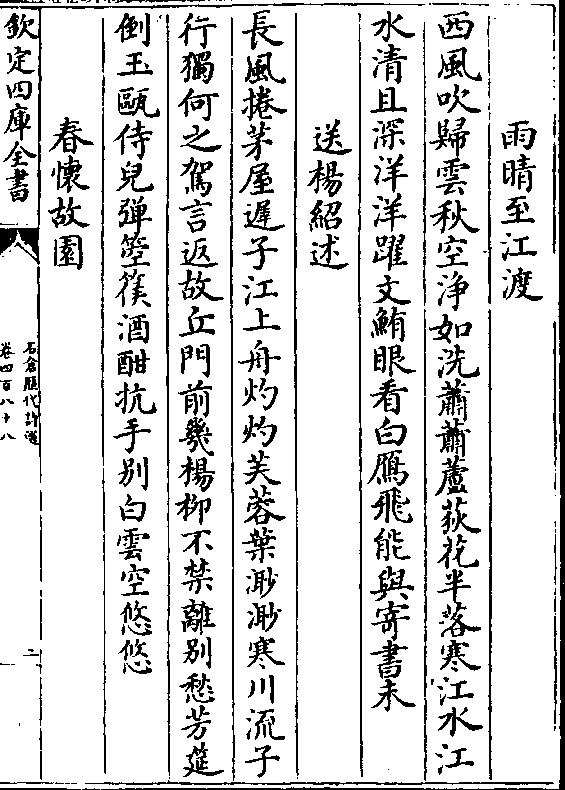 雨晴至江渡
西風吹歸雲秋空浄如洗蕭蕭蘆荻花半落寒江水江
水清且深洋洋躍文鮪眼看白鴈飛能與寄書未
送楊紹述
長風捲茅屋遲子江上舟灼灼芙蓉葉渺渺寒川流子
行獨何之駕言返故丘門前幾楊柳不禁離別愁芳筵
倒玉甌侍兒弹箜篌酒酣抗手别白雲空悠悠
春懷故園
欽定四庫全書
石倉歴代詩選
卷四百八十八
二